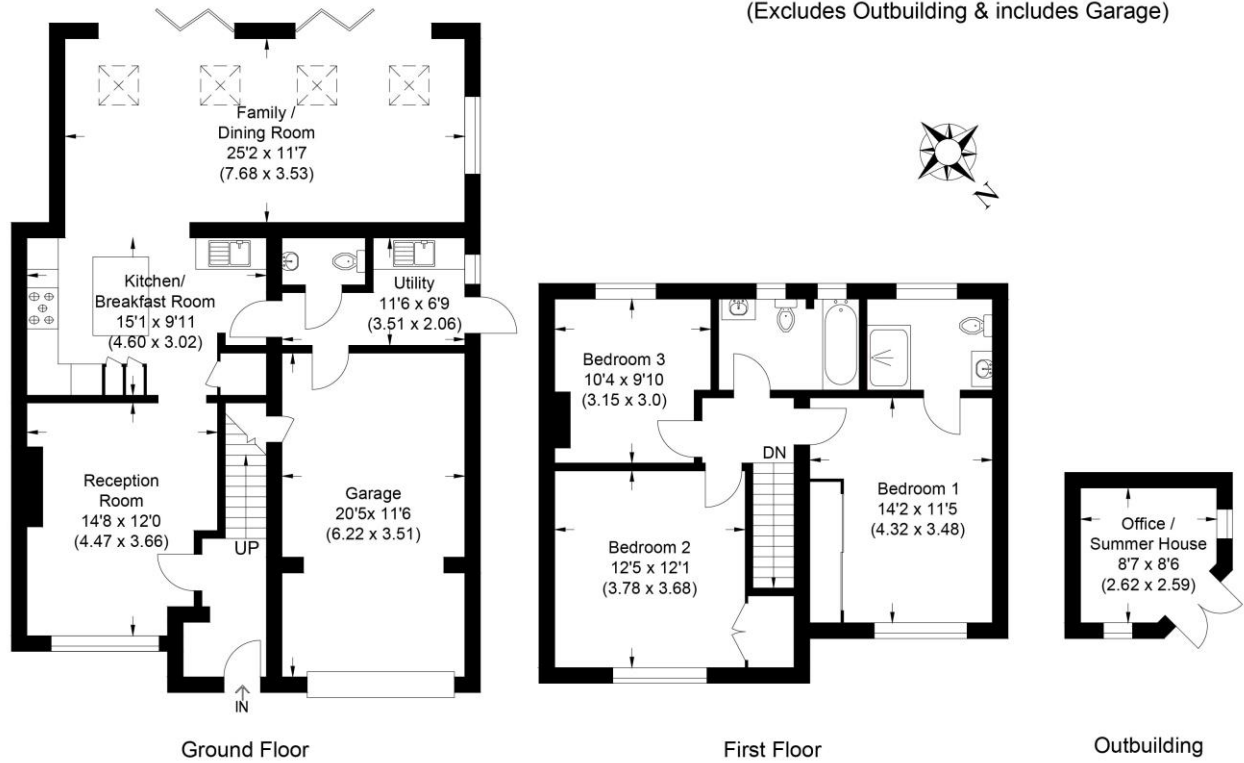 (Excludes Outbuilding & includes Garage)
Family /
Dining Room
25'2 x 11'7
(7.68 x 3.53)
N
Kitchen/
Breakfast Room
15'1 x 9'11
(4.60 x 3.02)
Utility
11'6 x 6'9
(3.51 x 2.06)
Reception
Room
14'8 x 12'0
(4.47 x 3.66)
UP
Garage
20'5x 11'6
(6.22 x 3.51)
IN
Ground Floor
Bedroom 3
10'4 x 9'10
(3.15 x 3.0)
DN
Bedroom 1
14'2 x 11'5
(4.32 x 3.48)
Bedroom 2
12'5 x 12'1
(3.78 x 3.68)
First Floor
Office /
Summer House
8'7 x 8'6
(2.62 x 2.59)
Outbuilding